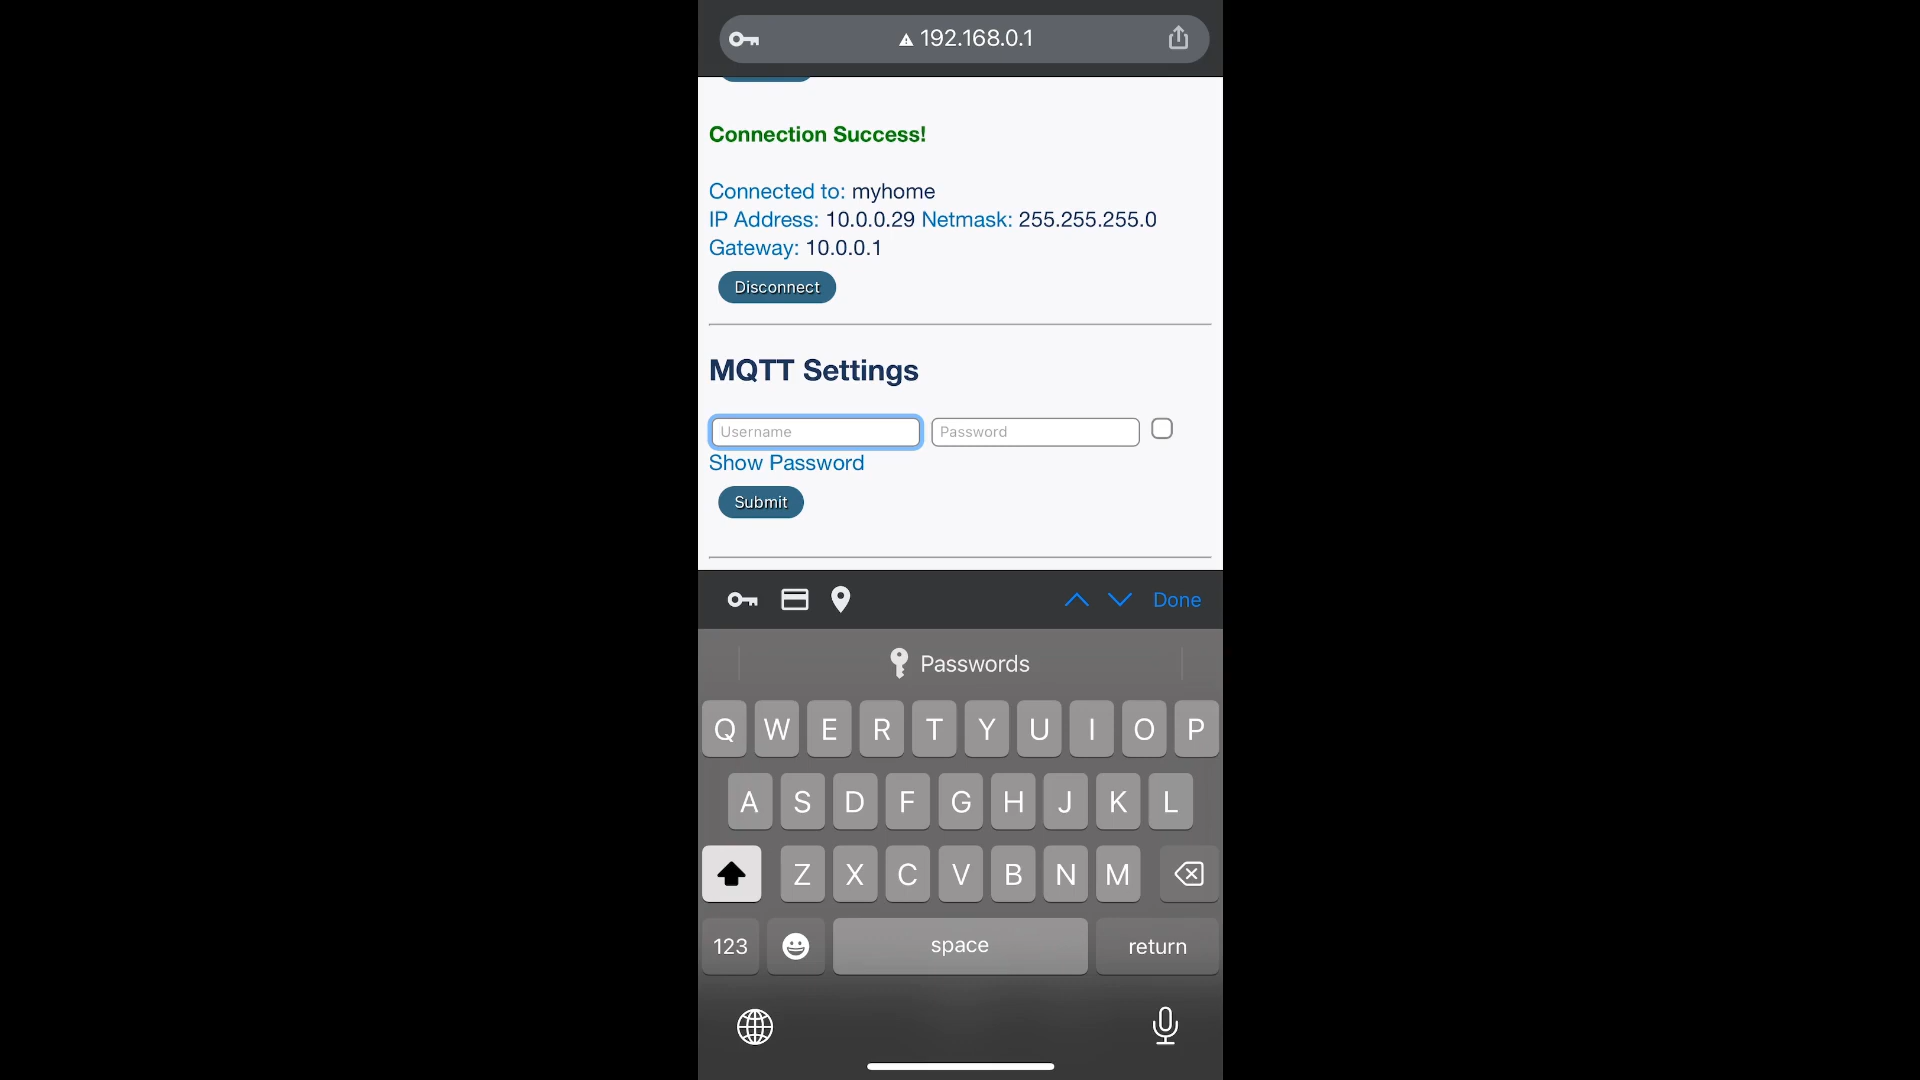 192.168.0.1
Connection Success!
Connected to: myhome
IP Address: 10.0.0.29 Netmask: 255.255.255.0
Gateway: 10.0.0.1
Disconnect
MQTT Settings
Username Password
Show Password
Submit
Done
Passwords
Q W E R T Y U I O P
A S D F G H J K L
Z X C V B N M
123 space return